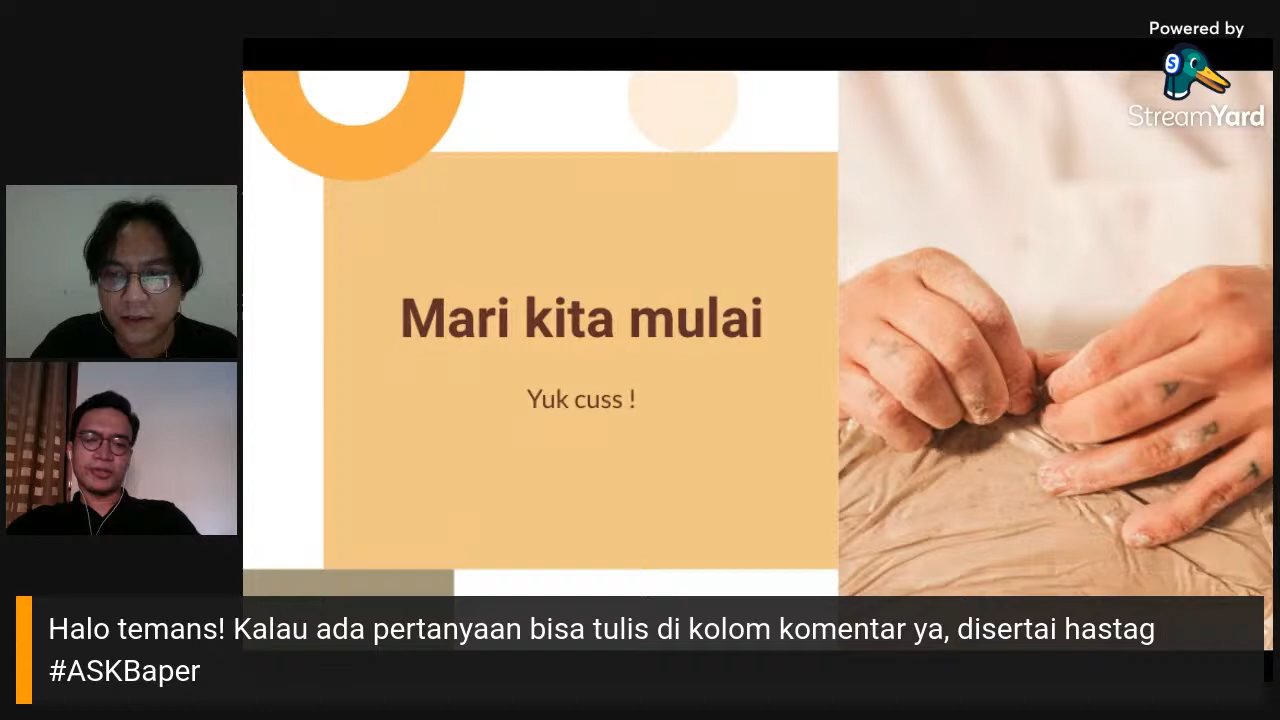 Powered by
StreamYard
Mari kita mulai
Yuk cuss !
Halo temans! Kalau ada pertanyaan bisa tulis di kolom komentar ya, disertai hastag
#ASKBaper